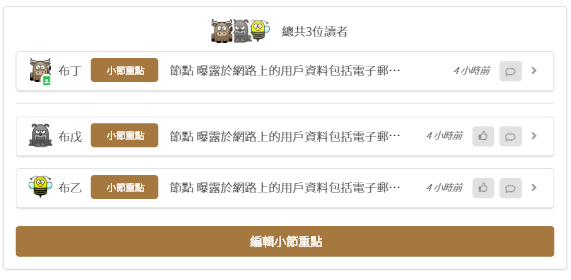 總共3位讀者
布丁 小節重點 節點 曝露於網路上的用戶資料包括電子郵⋯ 4 小時前
布戊 小節重點 節點 曝露於網路上的用戶資料包括電子郵⋯ 4 小時前
布乙 小節重點 節點 曝露於網路上的用戶資料包括電子郵⋯ 4 小時前
編輯小節重點